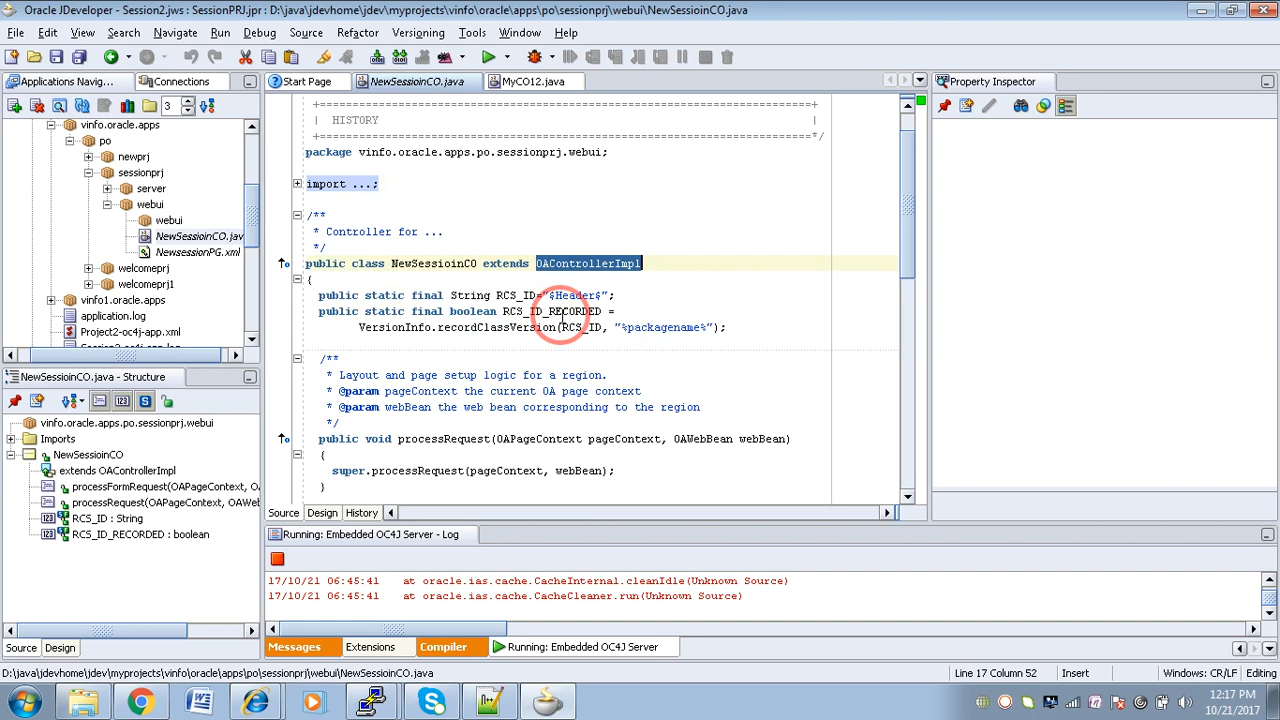 Oracle JDeveloper - Session2.jws : SessionPRJ.jpr : D:\java\jdevhome\jdev\myprojects\vinfo\oracle\apps\po\sessionprj\webui\NewSessioinCO.java
File Edit View Search Navigate Run Debug Source Refactor Versioning Tools Window Help
Applications Navig... Connections
3
vinfo.oracle.apps
po
newprj
sessionprj
server
webui
webui
NewSessioinCO.jav
NewsessionPG.xml
welcomeprj
welcomeprj1
vinfo1.oracle.apps
application.log
Project2-oarj-api.xml
NewSessioinCO.java - Structure
vinfo.oracle.apps.po.sessionprj.webui
Imports
NewSessioinCO
extends OAControllerImpl
processFormRequest(OAPageContext, OAWe
processRequest(OAPageContext, OAWebB
RCS_ID : String
RCS_ID_RECORDED : boolean
Source Design
Start Page NewSessioinCO.java MyCO12.java
+===========================================================================+
| HISTORY |
+===========================================================================*/
package vinfo.oracle.apps.po.sessionprj.webui;
import ...;
/**
* Controller for ...
*/
public class NewSessioinCO extends OAControllerImpl
{
public static final String RCS_ID="$Header$";
public static final boolean RCS_ID_RECORDED =
VersionInfo.recordClassVersion(RCS_ID, "%packagename%");
/**
* Layout and page setup logic for a region.
* @param pageContext the current OA page context
* @param webBean the web bean corresponding to the region
*/
public void processRequest(OAPageContext pageContext, OAWebBean webBean)
{
super.processRequest(pageContext, webBean);
}
Source Design History
Property Inspector
Running: Embedded OC4J Server - Log
17/10/21 06:45:41 at oracle.ias.cache.CacheInternal.cleanIdle(Unknown Source)
17/10/21 06:45:41 at oracle.ias.cache.CacheCleaner.run(Unknown Source)
Messages Extensions Compiler Running: Embedded OC4J Server
D:\java\jdevhome\jdev\myprojects\vinfo\oracle\apps\po\sessionprj\webui\NewSessioinCO.java Line 17 Column 52 Insert Windows: CR/LF Editing
12:17 PM
10/21/2017